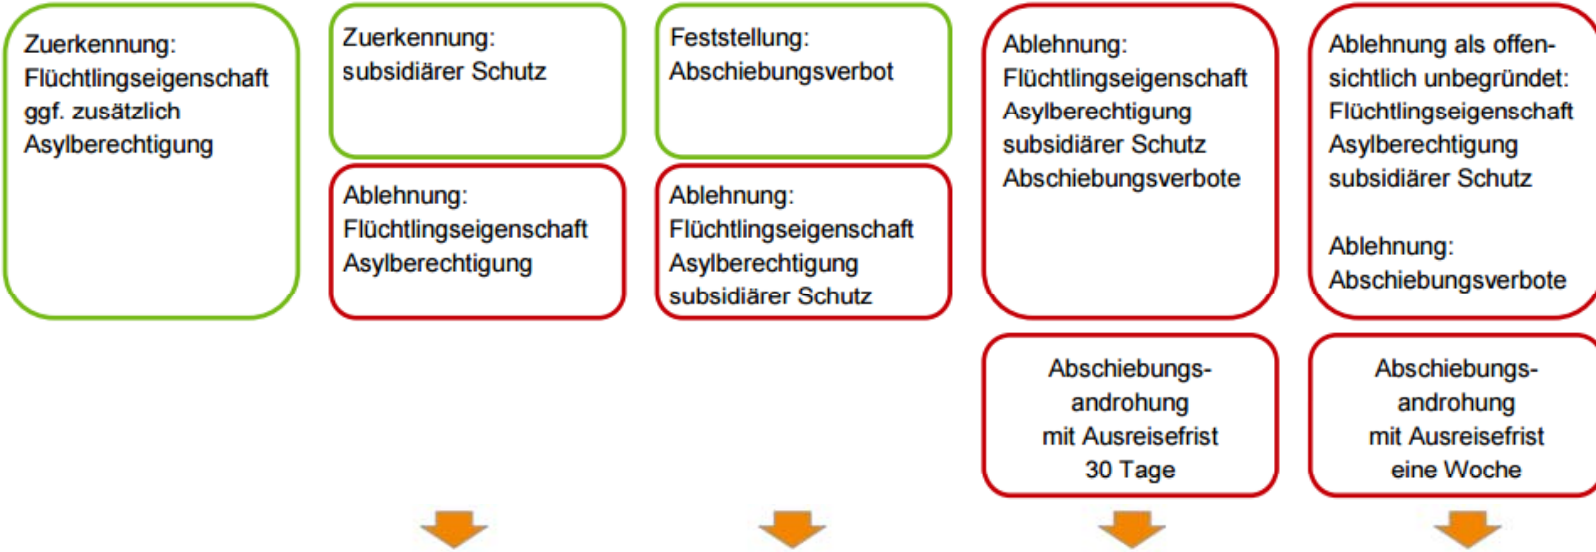 Zuerkennung:
Flüchtlingseigenschaft
ggf. zusätzlich
Asylberechtigung
Zuerkennung:
subsidiärer Schutz
Ablehnung:
Flüchtlingseigenschaft
Asylberechtigung
Feststellung:
Abschiebungsverbot
Ablehnung:
Flüchtlingseigenschaft
Asylberechtigung
subsidiärer Schutz
Ablehnung:
Flüchtlingseigenschaft
Asylberechtigung
subsidiärer Schutz
Abschiebungsverbote
Abschiebungs-
androhung
mit Ausreisefrist
30 Tage
Ablehnung als offen-
sichtlich unbegründet:
Flüchtlingseigenschaft
Asylberechtigung
subsidiärer Schutz
Ablehnung:
Abschiebungsverbote
Abschiebungs-
androhung
mit Ausreisefrist
eine Woche